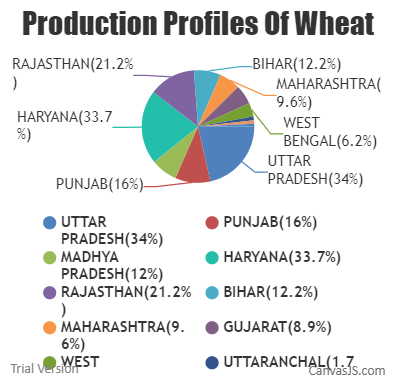 Production Profiles Of Wheat
RAJASTHAN(21.2%
)
BIHAR(12.2%)
MAHARASHTRA(
9.6%)
HARYANA(33.7
%)
WEST
BENGAL(6.2%)
UTTAR
PRADESH(34%)
PUNJAB(16%)
UTTAR
PRADESH(34%)
PUNJAB(16%)
MADHYA
PRADESH(12%)
HARYANA(33.7%)
RAJASTHAN(21.2%
)
BIHAR(12.2%)
MAHARASHTRA(9.
6%)
GUJARAT(8.9%)
WEST
UTTARANCHAL(1.7
Trial Version
CanvasJS.com